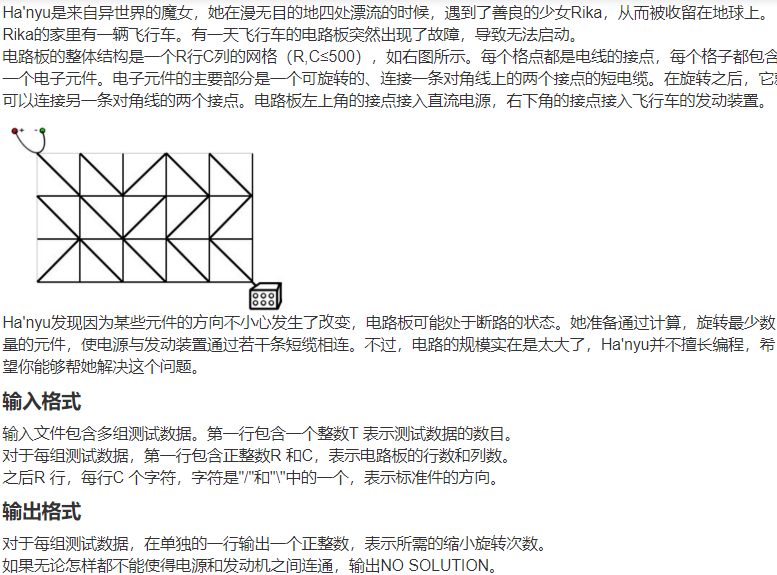 Ha'nyu是来自异世界的魔女，她在漫无目的地四处漂流的时候，遇到了善良的少女Rika，从而被收留在地球上。
Rika的家里有一辆飞行车。有一天飞行车的电路板突然出现了故障，导致无法启动。
电路板的整体结构是一个R行C列的网格（R,C≤500），如右图所示。每个格点都是电线的接点，每个格子都包含
一个电子元件。电子元件的主要部分是一个可旋转的、连接一条对角线上的两个接点的短电缆。在旋转之后，它
可以连接另一条对角线的两个接点。电路板左上角的接点接入直流电源，右下角的接点接入飞行车的发动装置。
+ -
Ha'nyu发现因为某些元件的方向不小心发生了改变，电路板可能处于断路的状态。她准备通过计算，旋转最少数
量的元件，使电源与发动装置通过若干条短缆相连。不过，电路的规模实在是太大了，Ha'nyu并不擅长编程，希
望你能够帮她解决这个问题。
输入格式
输入文件包含多组测试数据。第一行包含一个整数T 表示测试数据的数目。
对于每组测试数据，第一行包含正整数R 和C，表示电路板的行数和列数。
之后R 行，每行C 个字符，字符是"/"和"\"中的一个，表示标准件的方向。
输出格式
对于每组测试数据，在单独的一行输出一个正整数，表示所需的缩小旋转次数。
如果无论怎样都不能使得电源和发动机之间连通，输出NO SOLUTION。